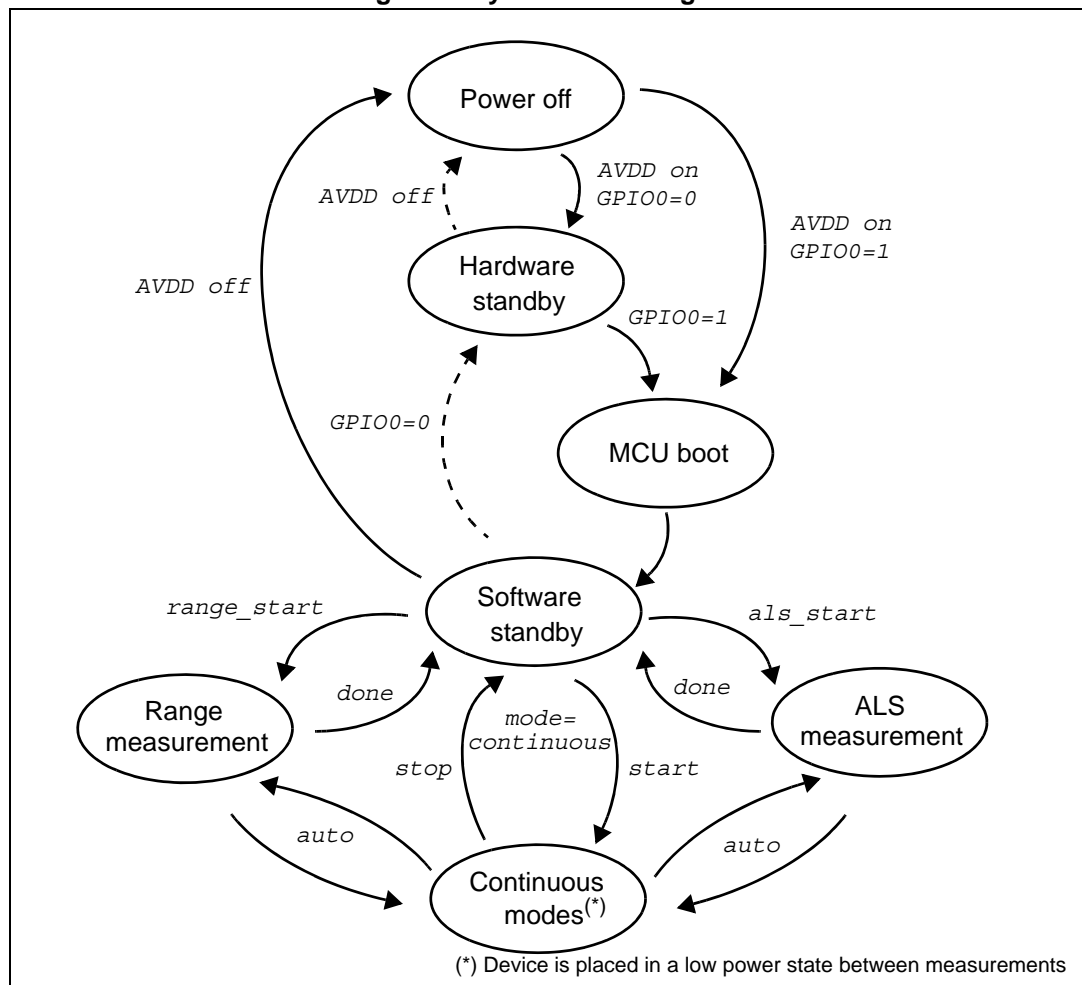 Power off
AVDD on
GPIO0=0
AVDD off
AVDD on
GPIO0=1
Hardware
standby
AVDD off
GPIO0=1
GPIO0=0
MCU boot
Software
standby
range_start
als_start
done
done
Range
measurement
mode=
continuous
ALS
measurement
stop
start
auto
auto
Continuous
modes(*)
(*) Device is placed in a low power state between measurements